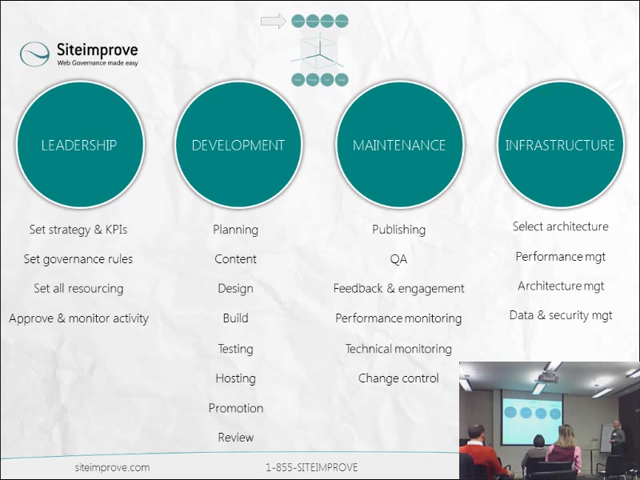 Siteimprove
Web Governance made easy
LEADERSHIP
DEVELOPMENT
MAINTENANCE
INFRASTRUCTURE
Set strategy & KPIs
Set governance rules
Set all resourcing
Approve & monitor activity
Planning
Content
Design
Build
Testing
Hosting
Promotion
Review
Publishing
QA
Feedback & engagement
Performance monitoring
Technical monitoring
Change control
Select architecture
Performance mgt
Architecture mgt
Data & security mgt
siteimprove.com
1-855-SITEIMPROVE